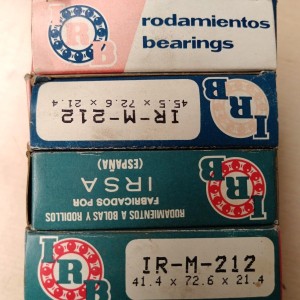 IRB
rodamientos
bearings
IRB
IR-M-212
45.5 x 72.6 x 21.4
IRB
RODAMIENTOS A BOLAS Y RODILLOS
FABRICADOS POR
IRSA
(ESPAÑA)
IRB
IR-M-212
41.4 x 72.6 x 21.4